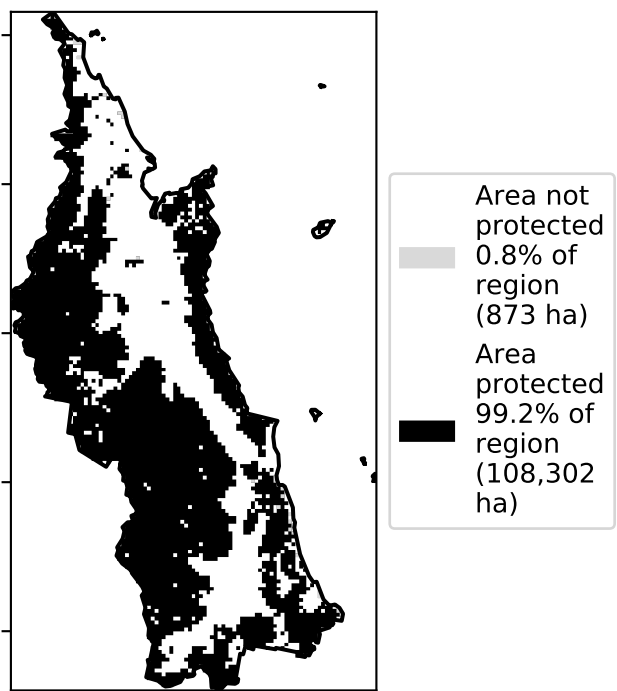 Area not
protected
0.8% of
region
(873 ha)
Area
protected
99.2% of
region
(108,302
ha)